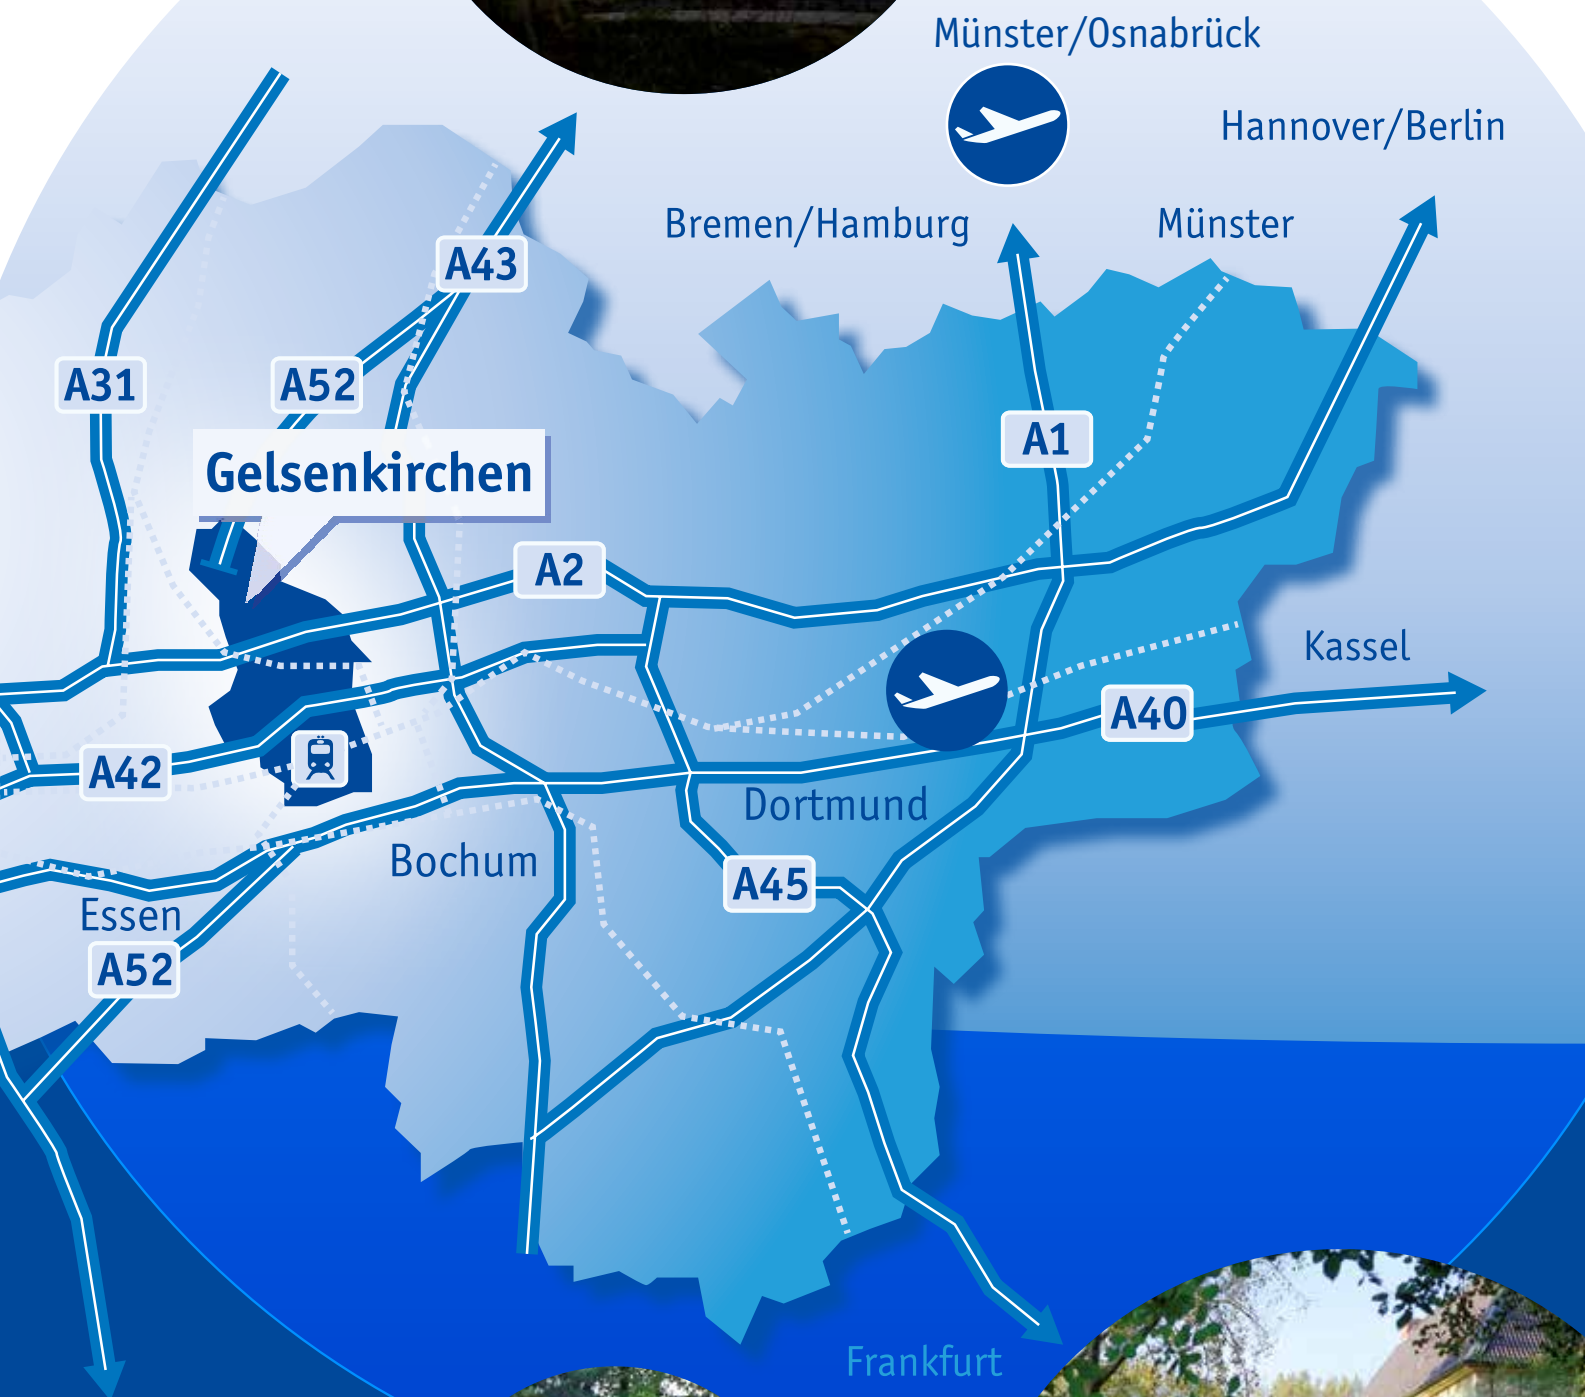 Münster/Osnabrück
Hannover/Berlin
Bremen/Hamburg
Münster
A43
A31
A52
A1
Gelsenkirchen
A2
Kassel
A40
A42
Dortmund
Bochum
A45
Essen
A52
Frankfurt